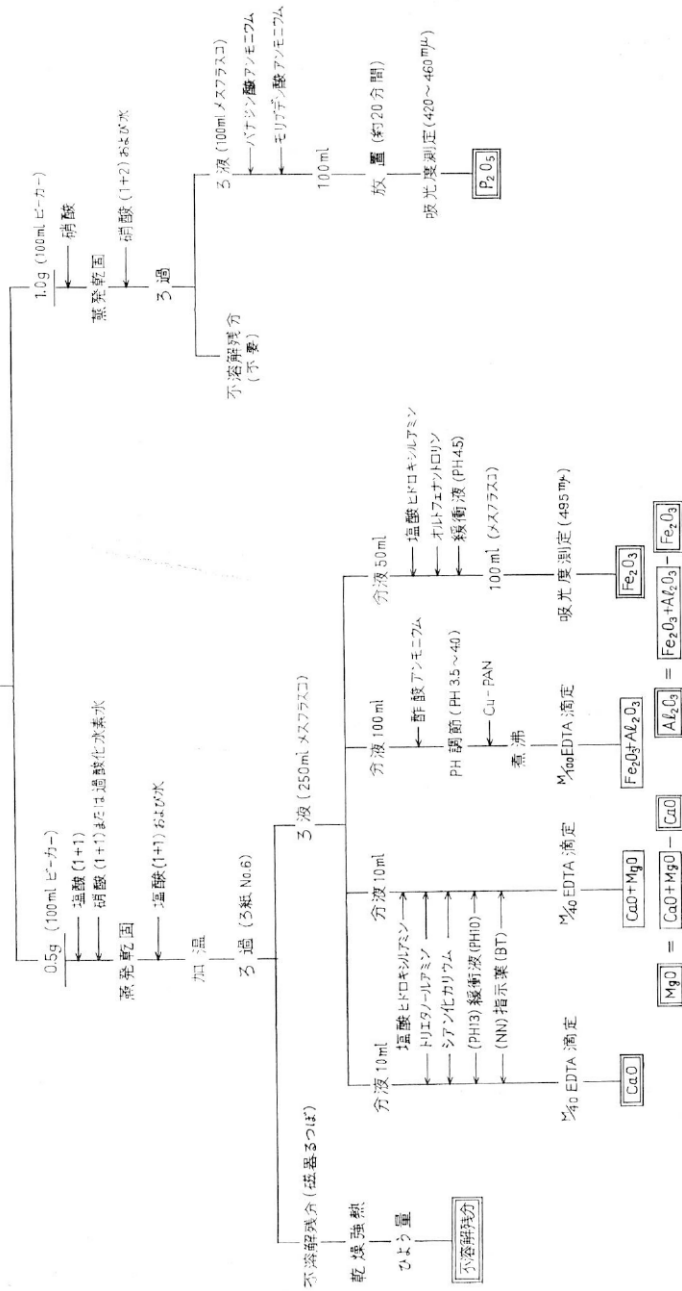 0.5g (100ml ビーカー)
塩酸 (1+1)
硝酸 (1+1) または過酸化水素水
蒸発乾固
塩酸 (1+1) および水
加温
ろ過 (ろ紙 No.6)
不溶解残分 (磁器るつぼ)
乾燥強熱
ひょう量
不溶解残分
ろ液 (250ml メスフラスコ)
分液 10ml
分液 10ml
塩酸ヒドロキシルアミン
トリエタノールアミン
シアン化カリウム
(PH13) 緩衝液 (PH10)
(NN) 指示薬 (BT)
M/40 EDTA 滴定
M/40 EDTA 滴定
CaO
CaO+MgO
MgO = CaO+MgO - CaO
分液 100ml
酢酸アンモニウム
PH 調節 (PH 3.5~4.0)
Cu-PAN
煮沸
M/100 EDTA 滴定
Fe₂O₃+Al₂O₃
分液 50ml
塩酸ヒドロキシルアミン
オルトフェナントロリン
緩衝液 (PH4.5)
100ml (メスフラスコ)
吸光度測定 (495mμ)
Fe₂O₃
Al₂O₃ = Fe₂O₃+Al₂O₃ - Fe₂O₃
1.0g (100ml ビーカー)
硝酸
蒸発乾固
硝酸 (1+2) および水
ろ過
不溶解残分
(不要)
ろ液 (100ml メスフラスコ)
バナジン酸アンモニウム
モリブデン酸アンモニウム
100ml
放置 (約20分間)
吸光度測定 (420~460mμ)
P₂O₅